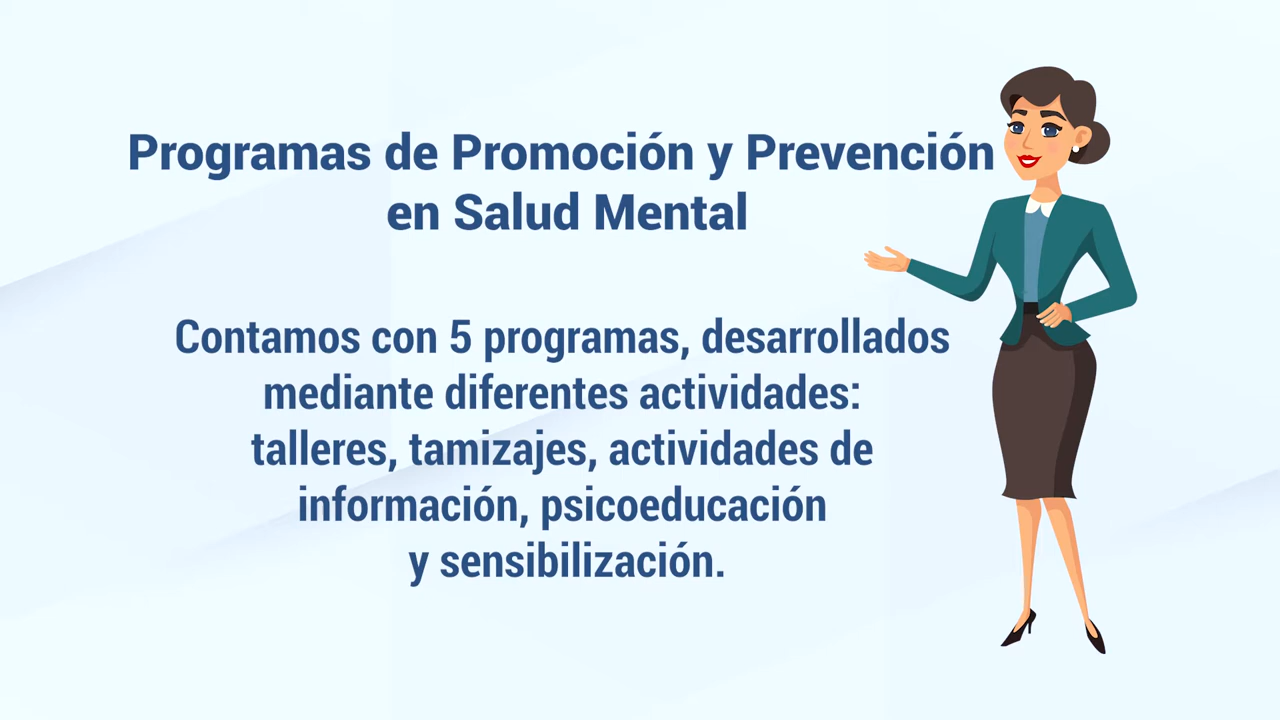 Programas de Promoción y Prevención
en Salud Mental
Contamos con 5 programas, desarrollados
mediante diferentes actividades:
talleres, tamizajes, actividades de
información, psicoeducación
y sensibilización.